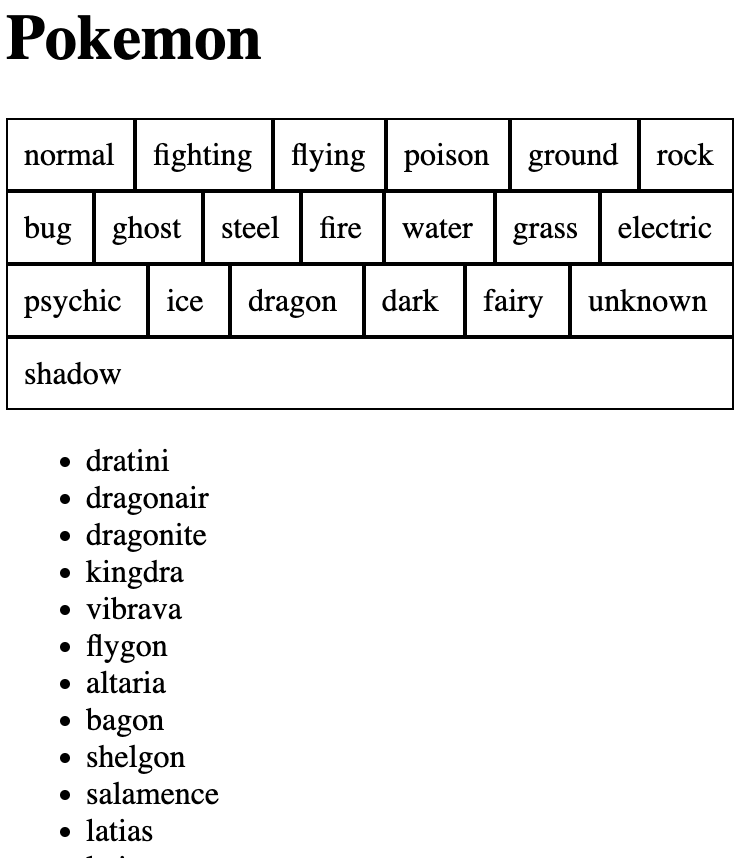 Pokemon
normal fighting flying poison ground rock
bug ghost steel fire water grass electric
psychic ice dragon dark fairy unknown
shadow
• dratini
• dragonair
• dragonite
• kingdra
• vibrava
• flygon
• altaria
• bagon
• shelgon
• salamence
• latias